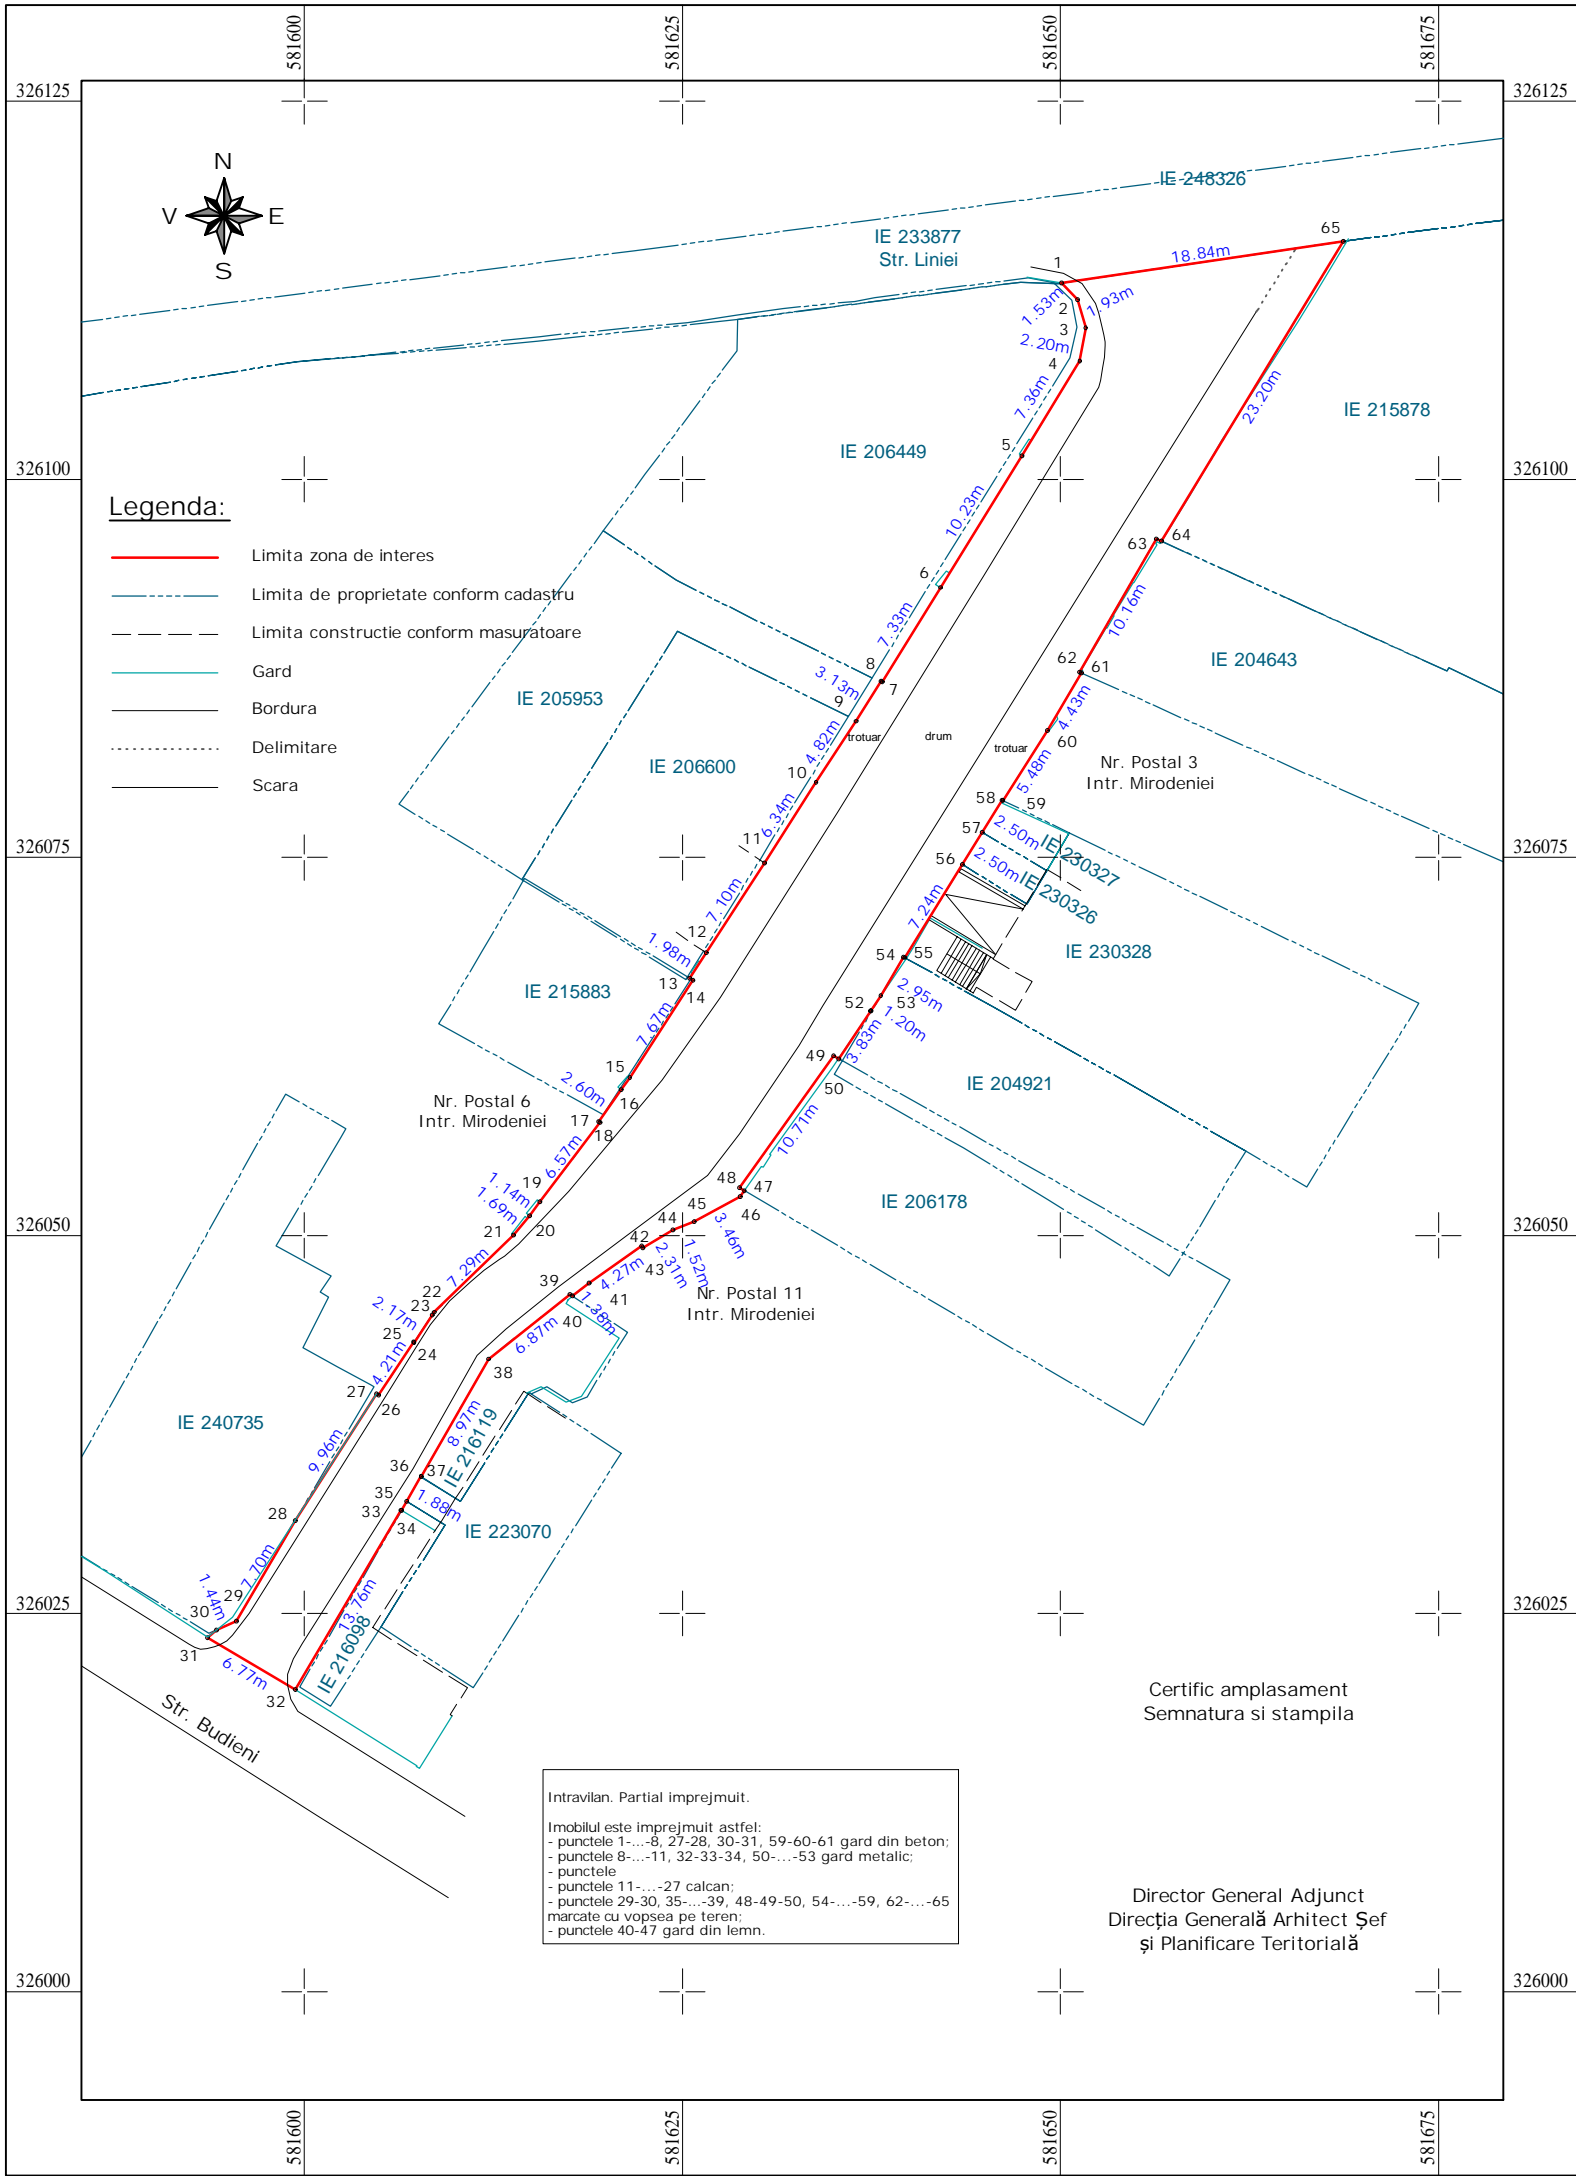 581600
581625
581650
581675
326125
326125
N
V
E
S
IE 248326
IE 233877
Str. Liniei
65
18.84m
1
1.53m
1.93m
2
3
2.20m
4
7.36m
23.20m
IE 215878
IE 206449
5
326100
326100
Legenda:
Limita zona de interes
Limita de proprietate conform cadastru
Limita constructie conform masuratoare
Gard
Bordura
Delimitare
Scara
10.23m
63
64
6
10.16m
7.33m
8
7
3.13m
9
62
61
IE 204643
IE 205953
4.43m
60
4.82m
trotuar
drum
trotuar
IE 206600
10
Nr. Postal 3
Intr. Mirodeniei
5.48m
58
59
6.34m
11
57
2.50m
IE 230327
326075
326075
56
2.50m
IE 230326
7.10m
12
7.24m
1.98m
54
55
IE 230328
13
14
IE 215883
2.95m
52
53
1.20m
7.67m
3.83m
49
50
15
16
2.60m
IE 204921
Nr. Postal 6
Intr. Mirodeniei
17
18
10.71m
6.57m
48
47
46
1.14m
19
1.69m
20
IE 206178
45
3.46m
21
44
1.52m
326050
326050
42
43
2.31m
7.29m
4.27m
39
41
40
1.38m
Nr. Postal 11
Intr. Mirodeniei
22
23
2.17m
25
24
6.87m
38
4.21m
27
26
IE 240735
8.97m
IE 216119
9.96m
36
37
35
33
34
1.88m
28
IE 223070
7.70m
13.76m
1.44m
29
30
31
326025
326025
6.77m
32
IE 216098
Str. Budieni
Certific amplasament
Semnatura si stampila
Intravilan. Partial imprejmuit.
Imobilul este imprejmuit astfel:
- punctele 1-...-8, 27-28, 30-31, 59-60-61 gard din beton;
- punctele 8-...-11, 32-33-34, 50-...-53 gard metalic;
- punctele
- punctele 11-...-27 calcan;
- punctele 29-30, 35-...-39, 48-49-50, 54-...-59, 62-...-65
marcate cu vopsea pe teren;
- punctele 40-47 gard din lemn.
Director General Adjunct
Direcția Generală Arhitect Șef
și Planificare Teritorială
326000
326000
581600
581625
581650
581675